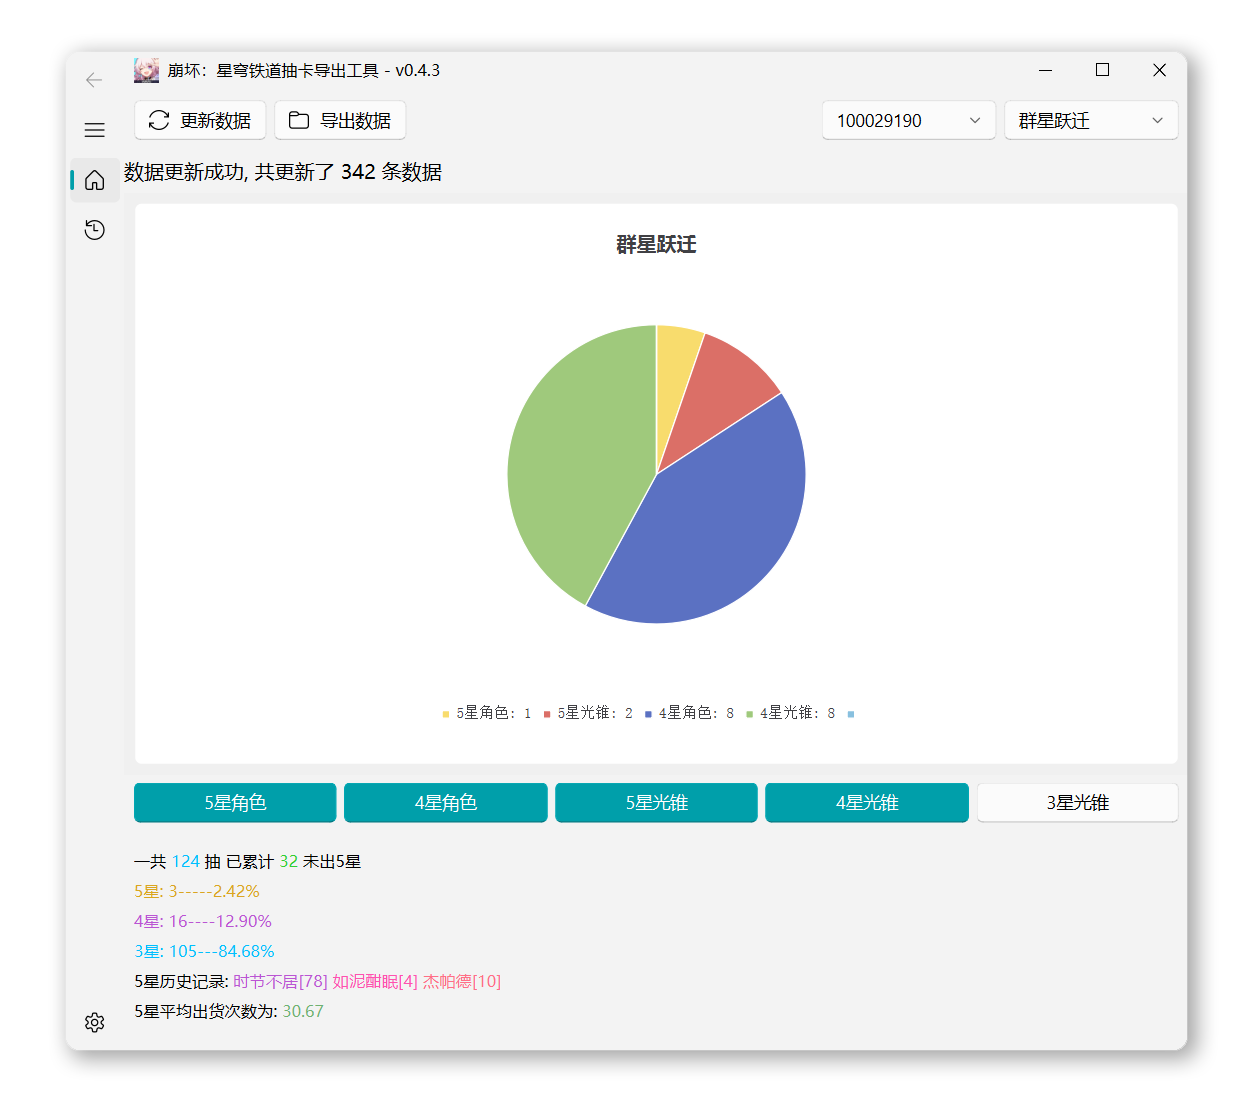 崩坏：星穹铁道抽卡导出工具 - v0.4.3
更新数据 导出数据 100029190 群星跃迁
数据更新成功, 共更新了 342 条数据
群星跃迁
5星角色: 1 5星光锥: 2 4星角色: 8 4星光锥: 8
5星角色 4星角色 5星光锥 4星光锥 3星光锥
一共 124 抽 已累计 32 未出5星
5星: 3-----2.42%
4星: 16----12.90%
3星: 105---84.68%
5星历史记录: 时节不居[78] 如泥酣眠[4] 杰帕德[10]
5星平均出货次数为: 30.67